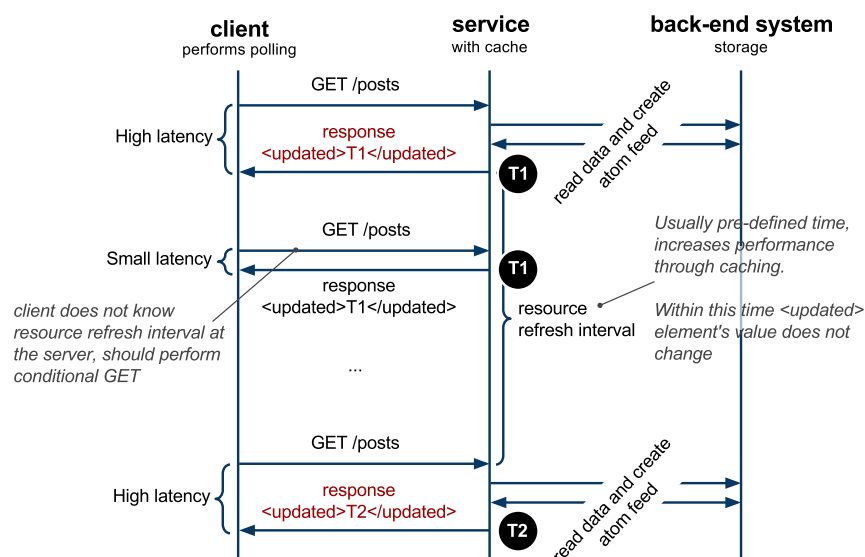 client
performs polling
service
with cache
back-end system
storage
GET /posts
High latency
response
<updated>T1</updated>
read data and create
atom feed
T1
GET /posts
Usually pre-defined time,
increases performance
through caching.
Small latency
T1
response
<updated>T1</updated>
client does not know
resource refresh interval at
the server, should perform
conditional GET
resource
refresh interval
Within this time <updated>
element's value does not
change
...
GET /posts
High latency
response
<updated>T2</updated>
read data and create
atom feed
T2